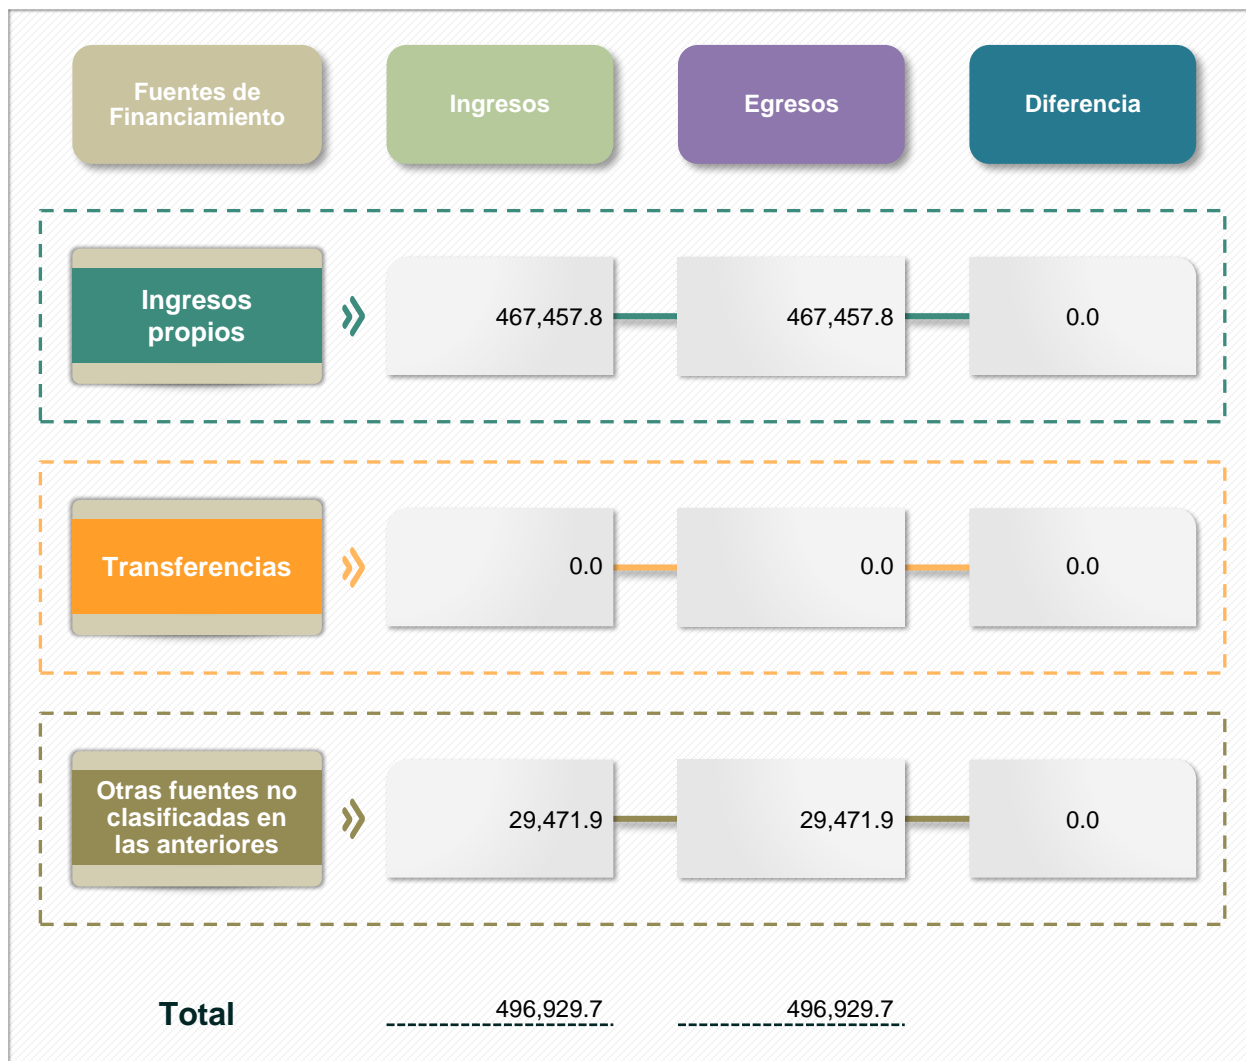 Fuentes de
Financiamiento
Ingresos
Egresos
Diferencia
Ingresos
propios
467,457.8
467,457.8
0.0
Transferencias
0.0
0.0
0.0
Otras fuentes no
clasificadas en
las anteriores
29,471.9
29,471.9
0.0
Total
496,929.7
496,929.7